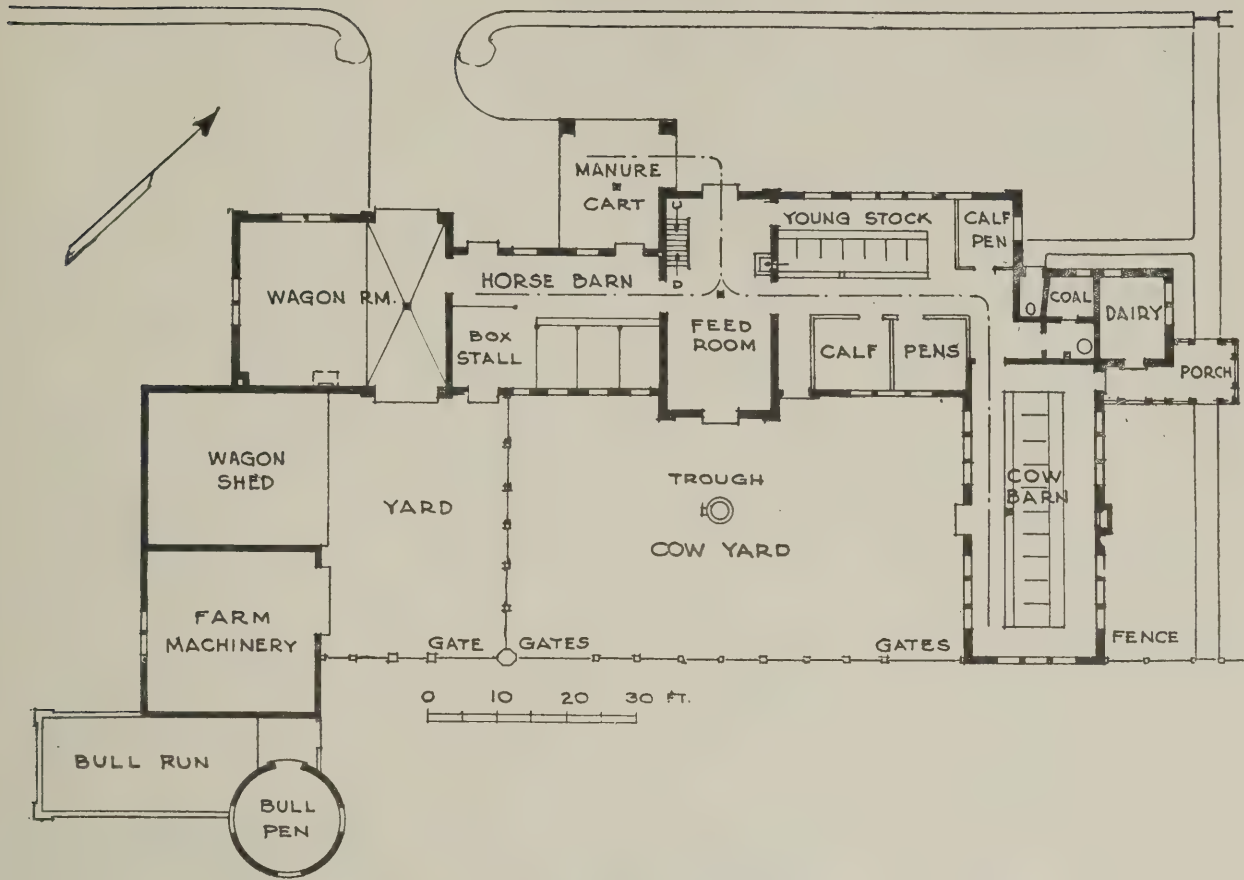 MANURE
CART
U
D
YOUNG STOCK
CALF
PEN
WAGON RM.
HORSE BARN
COAL
DAIRY
BOX
STALL
FEED
ROOM
CALF PENS
PORCH
WAGON
SHED
YARD
TROUGH
COW YARD
COW
BARN
FARM
MACHINERY
GATE
GATES
GATES
FENCE
0 10 20 30 FT.
BULL RUN
BULL
PEN